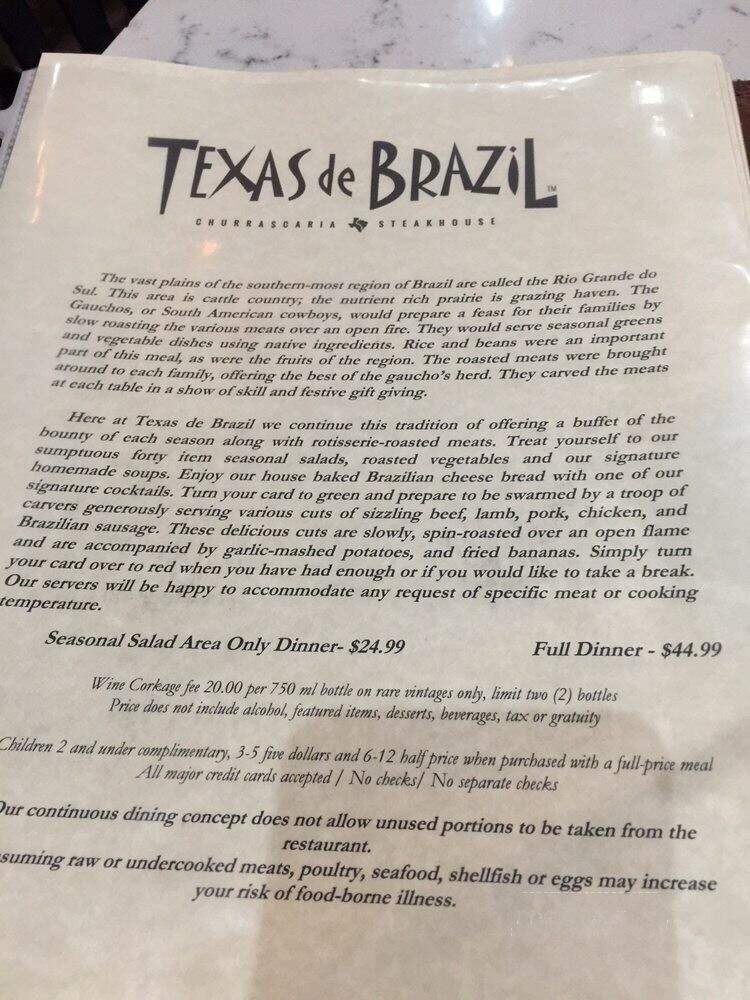 TEXAS de BRAZiL TM
CHURRASCARIA STEAKHOUSE
The vast plains of the southern-most region of Brazil are called the Rio Grande do
Sul. This area is cattle country; the nutrient rich prairie is grazing haven. The
Gauchos, or South American cowboys, would prepare a feast for their families by
slow roasting the various meats over an open fire. They would serve seasonal greens
and vegetable dishes using native ingredients. Rice and beans were an important
part of this meal, as were the fruits of the region. The roasted meats were brought
around to each family, offering the best of the gaucho's herd. They carved the meats
at each table in a show of skill and festive gift giving.
Here at Texas de Brazil we continue this tradition of offering a buffet of the
bounty of each season along with rotisserie-roasted meats. Treat yourself to our
sumptuous forty item seasonal salads, roasted vegetables and our signature
homemade soups. Enjoy our house baked Brazilian cheese bread with one of our
signature cocktails. Turn your card to green and prepare to be swarmed by a troop of
carvers generously serving various cuts of sizzling beef, lamb, pork, chicken, and
Brazilian sausage. These delicious cuts are slowly, spin-roasted over an open flame
and are accompanied by garlic-mashed potatoes, and fried bananas. Simply turn
your card over to red when you have had enough or if you would like to take a break.
Our servers will be happy to accommodate any request of specific meat or cooking
temperature.
Seasonal Salad Area Only Dinner- $24.99 Full Dinner - $44.99
Wine Corkage fee 20.00 per 750 ml bottle on rare vintages only, limit two (2) bottles
Price does not include alcohol, featured items, desserts, beverages, tax or gratuity
Children 2 and under complimentary, 3-5 five dollars and 6-12 half price when purchased with a full-price meal
All major credit cards accepted / No checks/ No separate checks
Our continuous dining concept does not allow unused portions to be taken from the
restaurant.
suming raw or undercooked meats, poultry, seafood, shellfish or eggs may increase
your risk of food-borne illness.